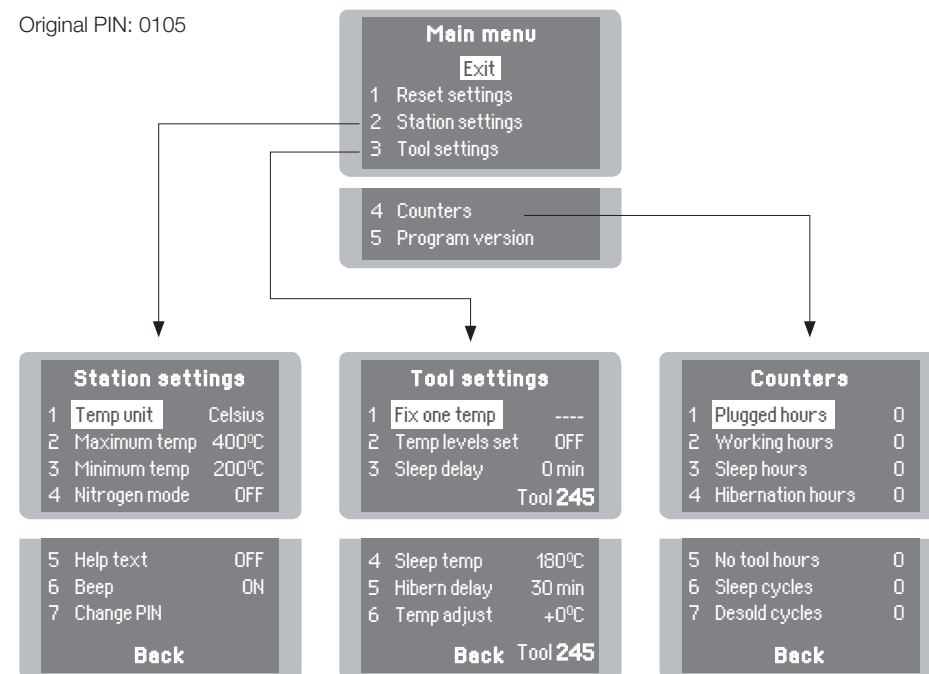 Original PIN: 0105
Main menu
Exit
1 Reset settings
2 Station settings
3 Tool settings
4 Counters
5 Program version
Station settings
1 Temp unit Celsius
2 Maximum temp 400ºC
3 Minimum temp 200ºC
4 Nitrogen mode OFF
5 Help text OFF
6 Beep ON
7 Change PIN
Back
Tool settings
1 Fix one temp ----
2 Temp levels set OFF
3 Sleep delay 0 min
Tool 245
4 Sleep temp 180ºC
5 Hibern delay 30 min
6 Temp adjust +0ºC
Back Tool 245
Counters
1 Plugged hours 0
2 Working hours 0
3 Sleep hours 0
4 Hibernation hours 0
5 No tool hours 0
6 Sleep cycles 0
7 Desold cycles 0
Back